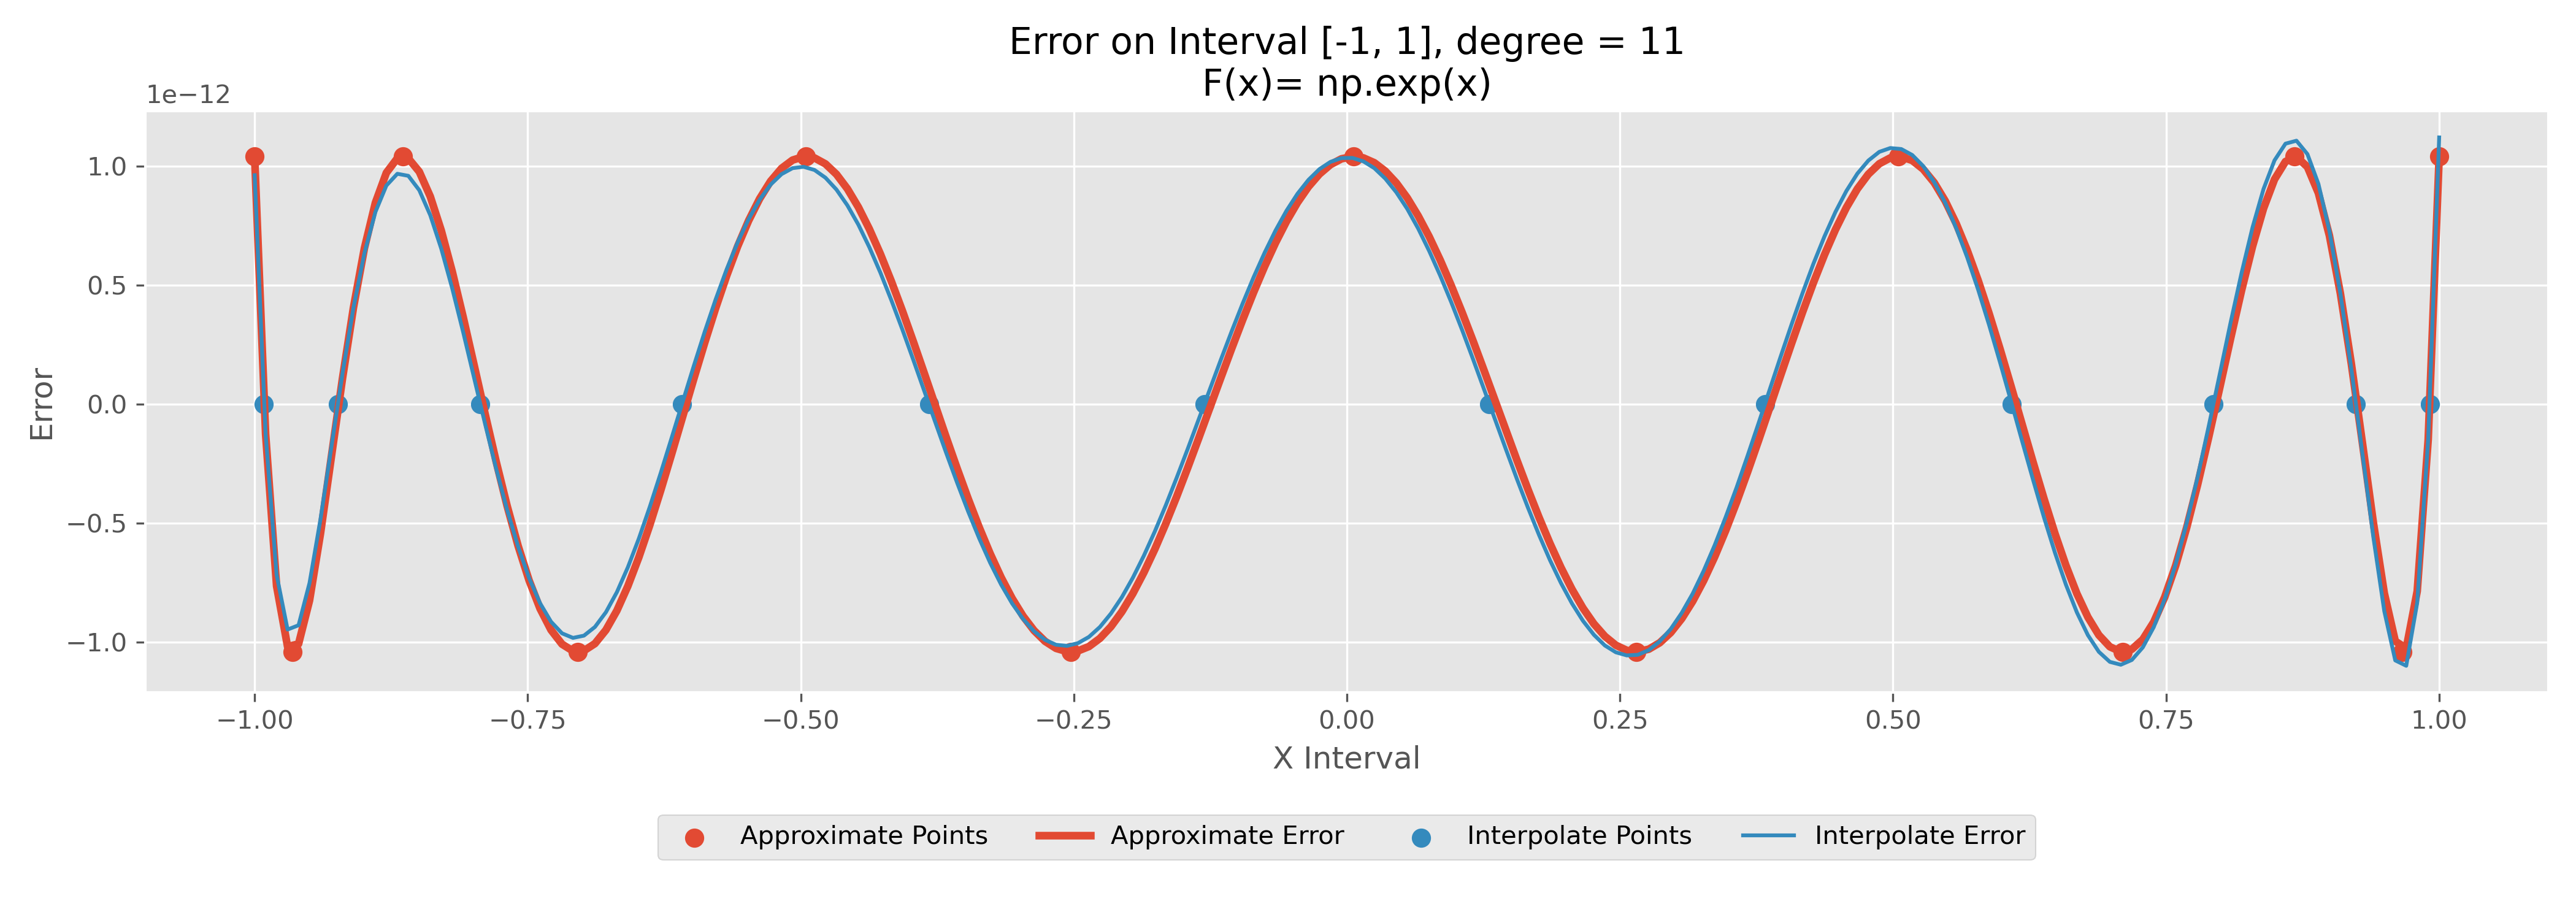 Error on Interval [-1, 1], degree = 11
F(x)= np.exp(x)
1e−12
1.0
0.5
0.0
−0.5
−1.0
Error
−1.00 −0.75 −0.50 −0.25 0.00 0.25 0.50 0.75 1.00
X Interval
Approximate Points Approximate Error Interpolate Points Interpolate Error